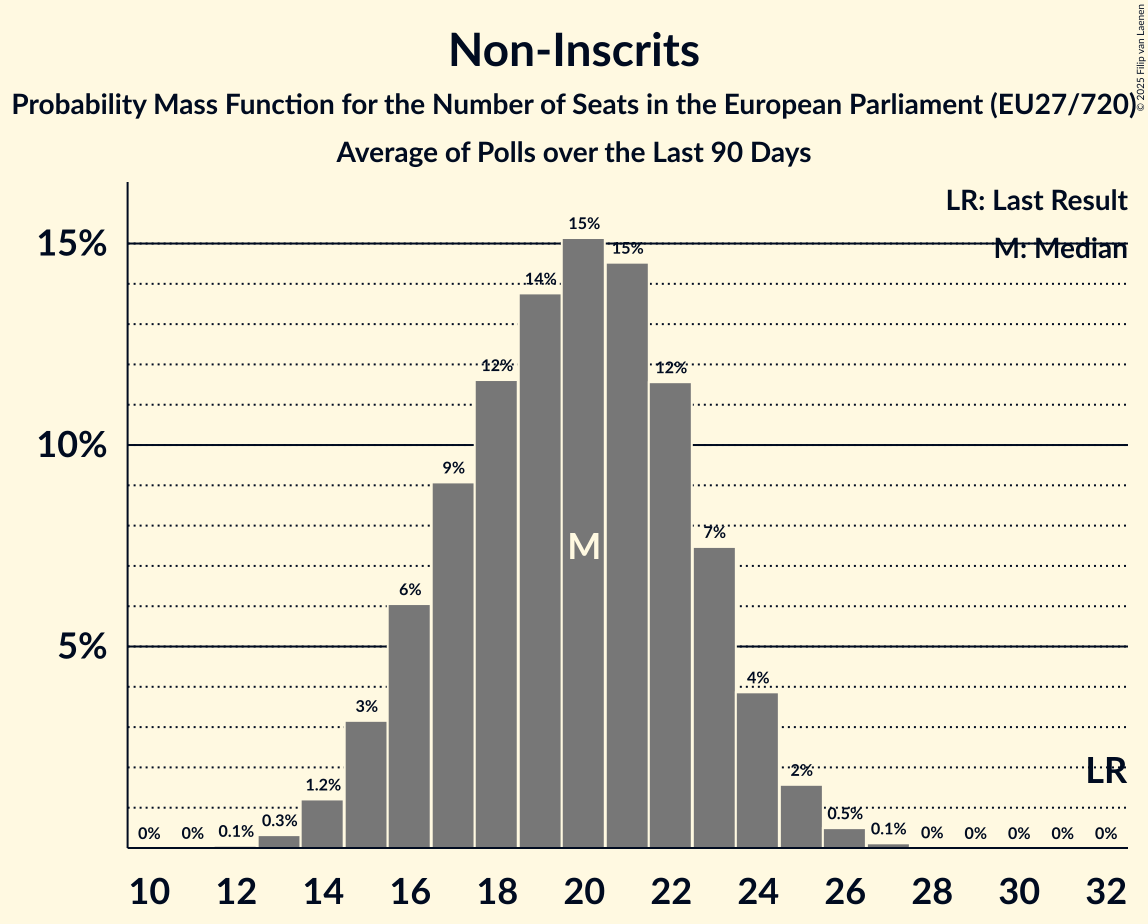 Non-Inscrits
Probability Mass Function for the Number of Seats in the European Parliament (EU27/720)
Average of Polls over the Last 90 Days
© 2025 Filip van Laenen
LR: Last Result
M: Median
15%
10%
5%
0%
0%
0.1%
0.3%
1.2%
3%
6%
9%
12%
14%
15%
15%
12%
7%
4%
2%
0.5%
0.1%
0%
0%
0%
0%
0%
M
LR
10 12 14 16 18 20 22 24 26 28 30 32